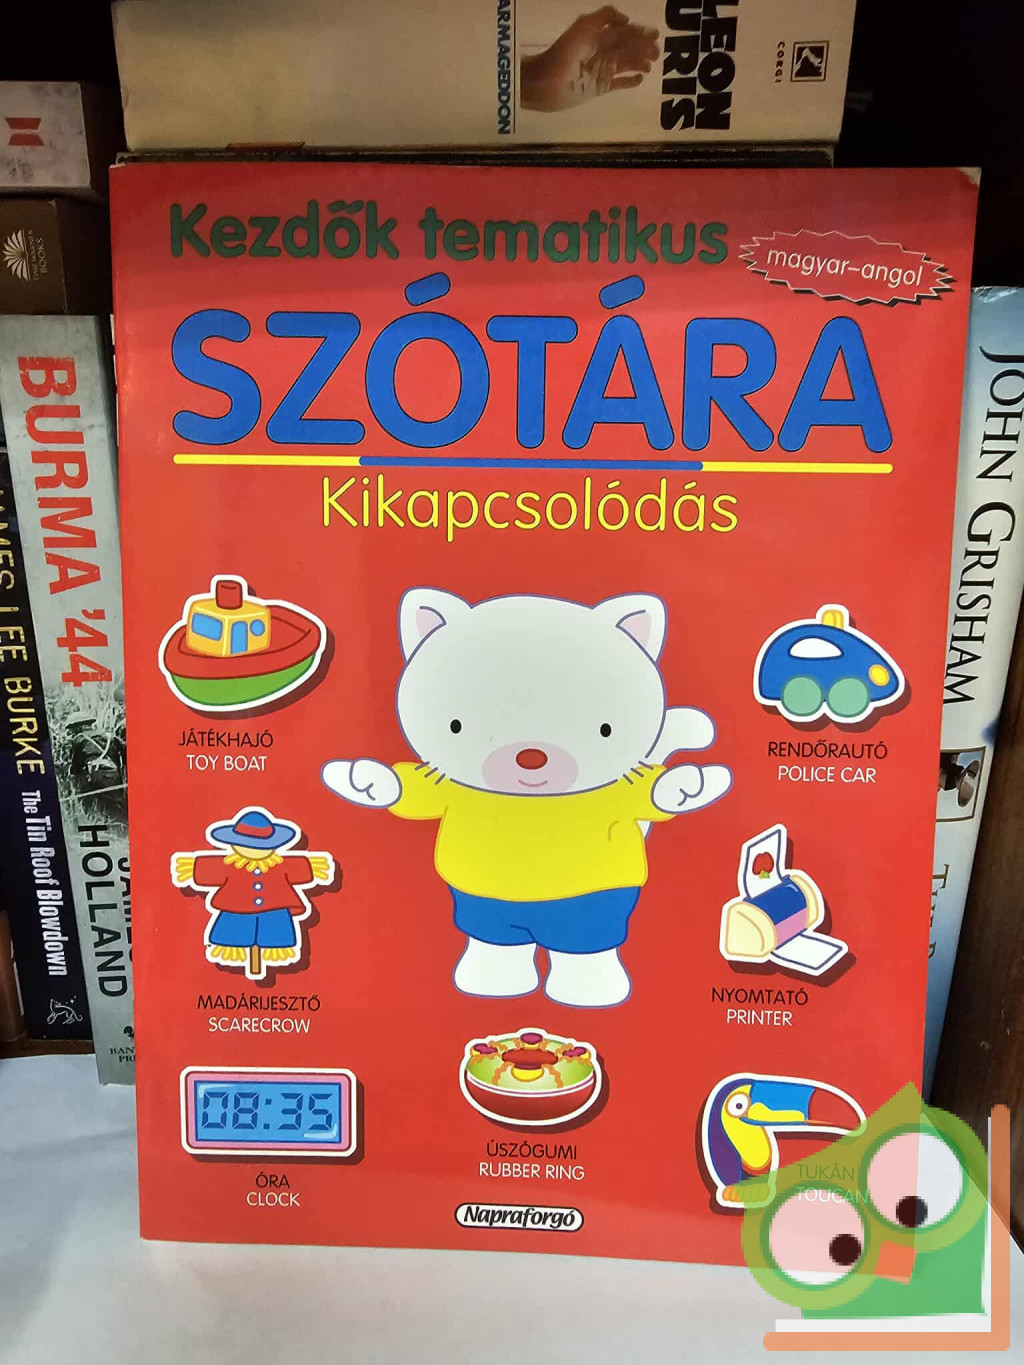 LEON
URIS
ARMAGEDDON
CORGI
BOOKS
Kezdők tematikus
magyar-angol
SZÓTÁRA
Kikapcsolódás
JÁTÉKHAJÓ
TOY BOAT
RENDŐRAUTÓ
POLICE CAR
MADÁRIJESZTŐ
SCARECROW
NYOMTATÓ
PRINTER
08:35
ÓRA
CLOCK
ÚSZÓGUMI
RUBBER RING
TUKÁN
TOUCAN
Napraforgó
BURMA '44
HOLLAND
JAMES LEE BURKE
The Tin Roof Blowdown
JOHN GRISHAM